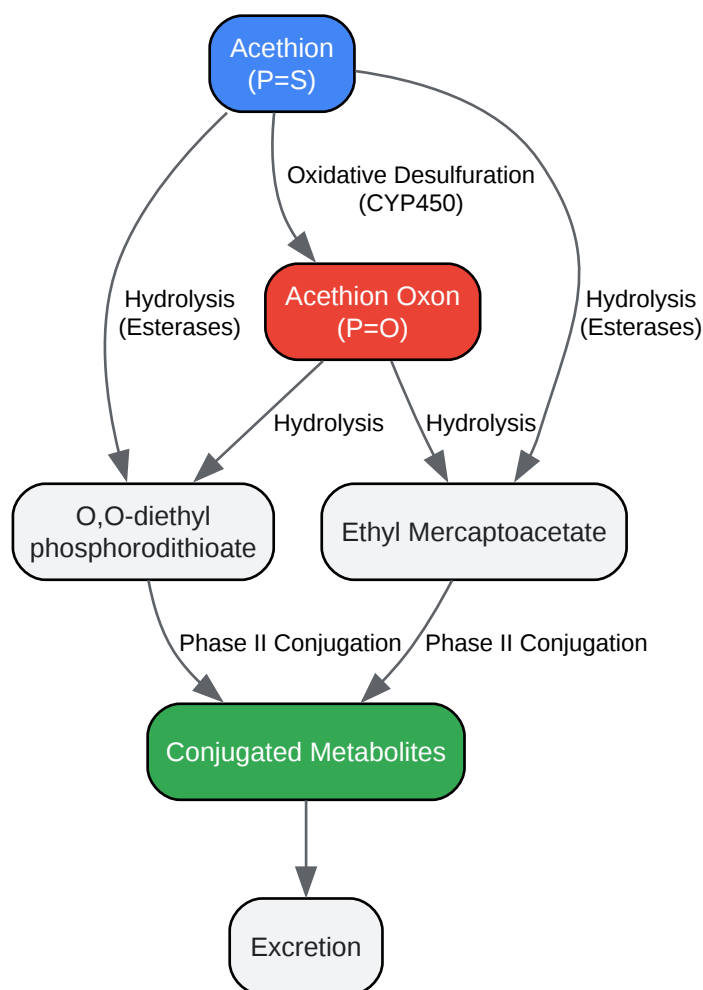 Acethion
(P=S)
Oxidative Desulfuration
(CYP450)
Acethion Oxon
(P=O)
Hydrolysis
(Esterases)
Hydrolysis
(Esterases)
Hydrolysis
Hydrolysis
O,O-diethyl
phosphorodithioate
Ethyl Mercaptoacetate
Phase II Conjugation
Phase II Conjugation
Conjugated Metabolites
Excretion